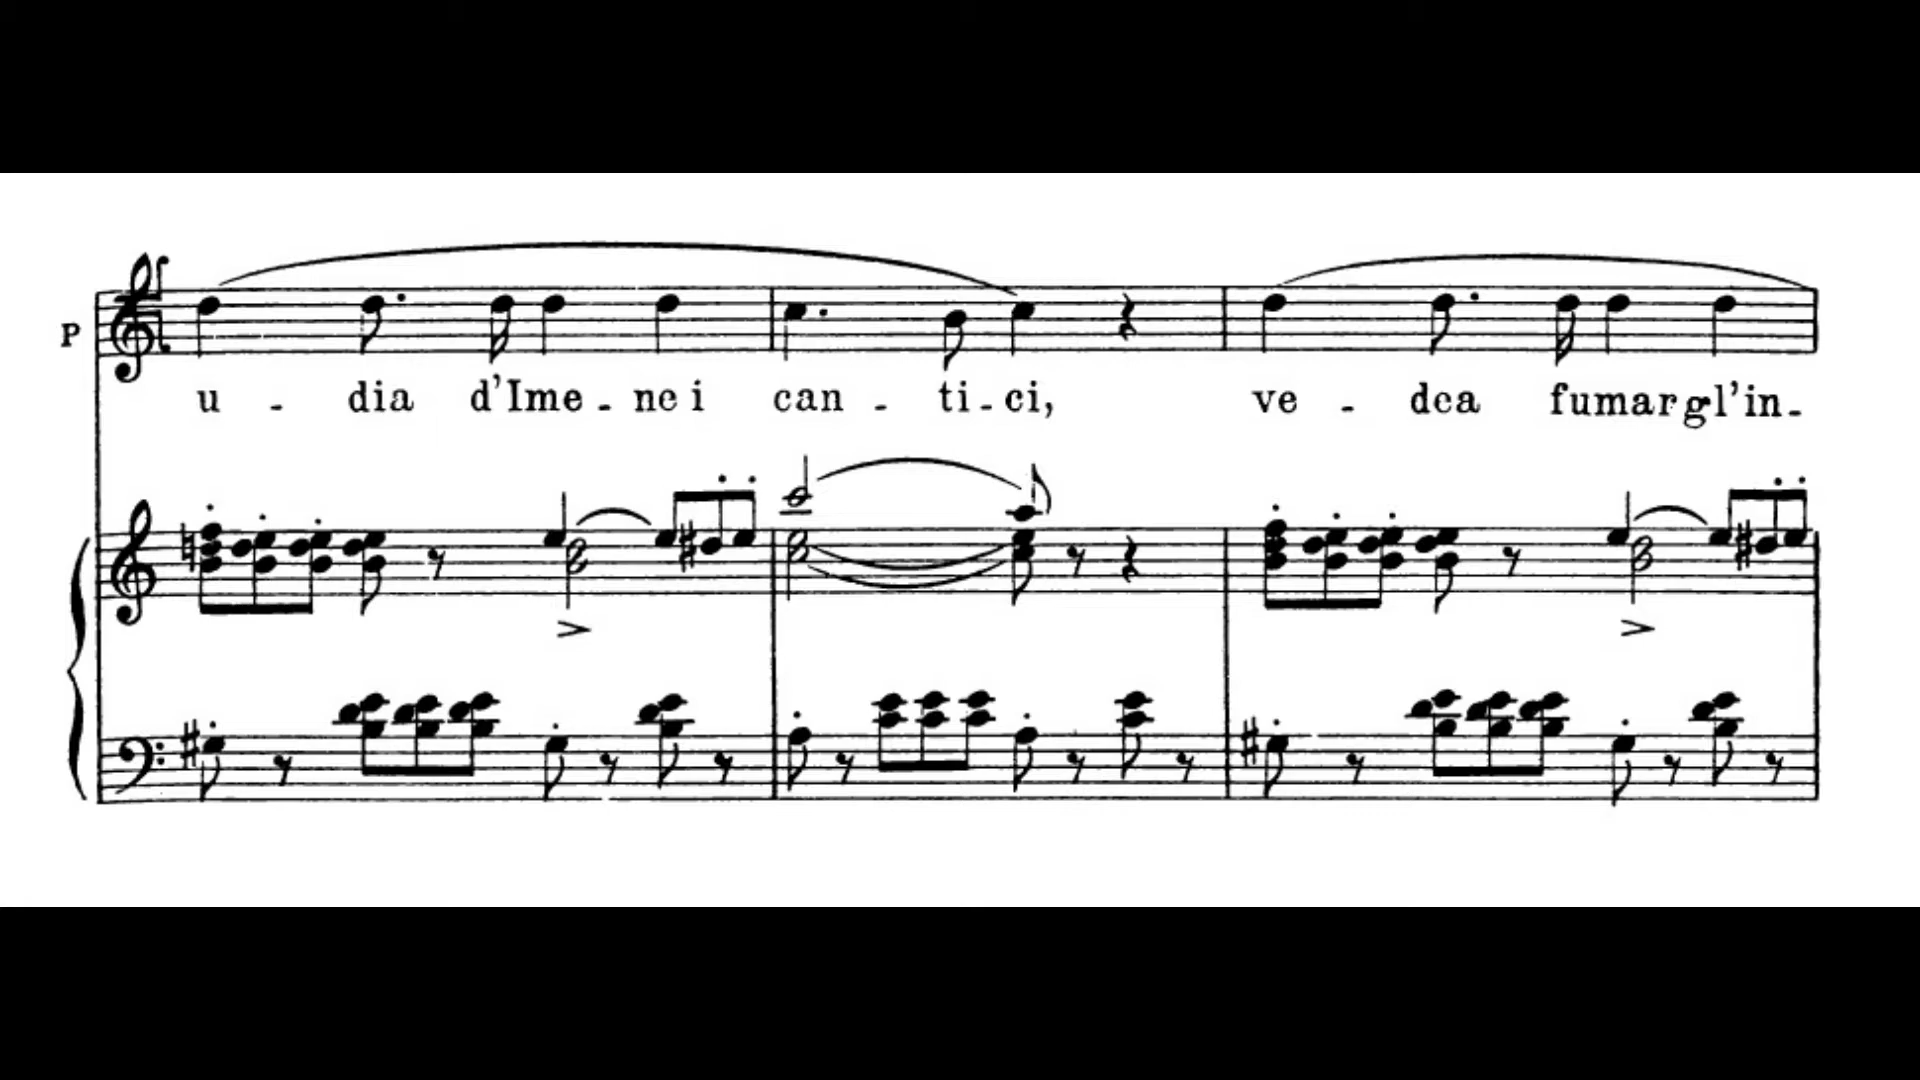 P
u - dia d'Ime - nei can - ti - ci, ve - dea fumar gl'in -